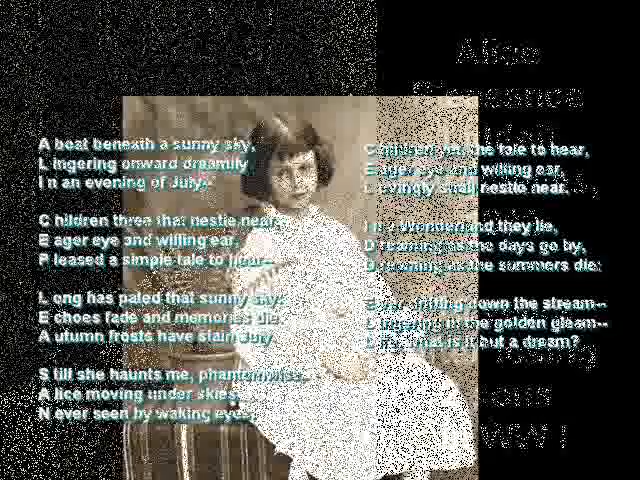 A boat beneath a sunny sky,
L ingering onward dreamily
I n an evening of July--
C hildren three that nestle near,
E ager eye and willing ear,
P leased a simple tale to hear--
L ong has paled that sunny sky:
E choes fade and memories die:
A utumn frosts have slain July.
S till she haunts me, phantomwise,
A lice moving under skies
N ever seen by waking eyes.
C hildren yet, the tale to hear,
E ager eye and willing ear,
L ovingly shall nestle near.
I n a Wonderland they lie,
D reaming as the days go by,
D reaming as the summers die:
E ver drifting down the stream--
L ingering in the golden gleam--
L ife, what is it but a dream?
Alice
Pleasance
Liddell
sons
WW I